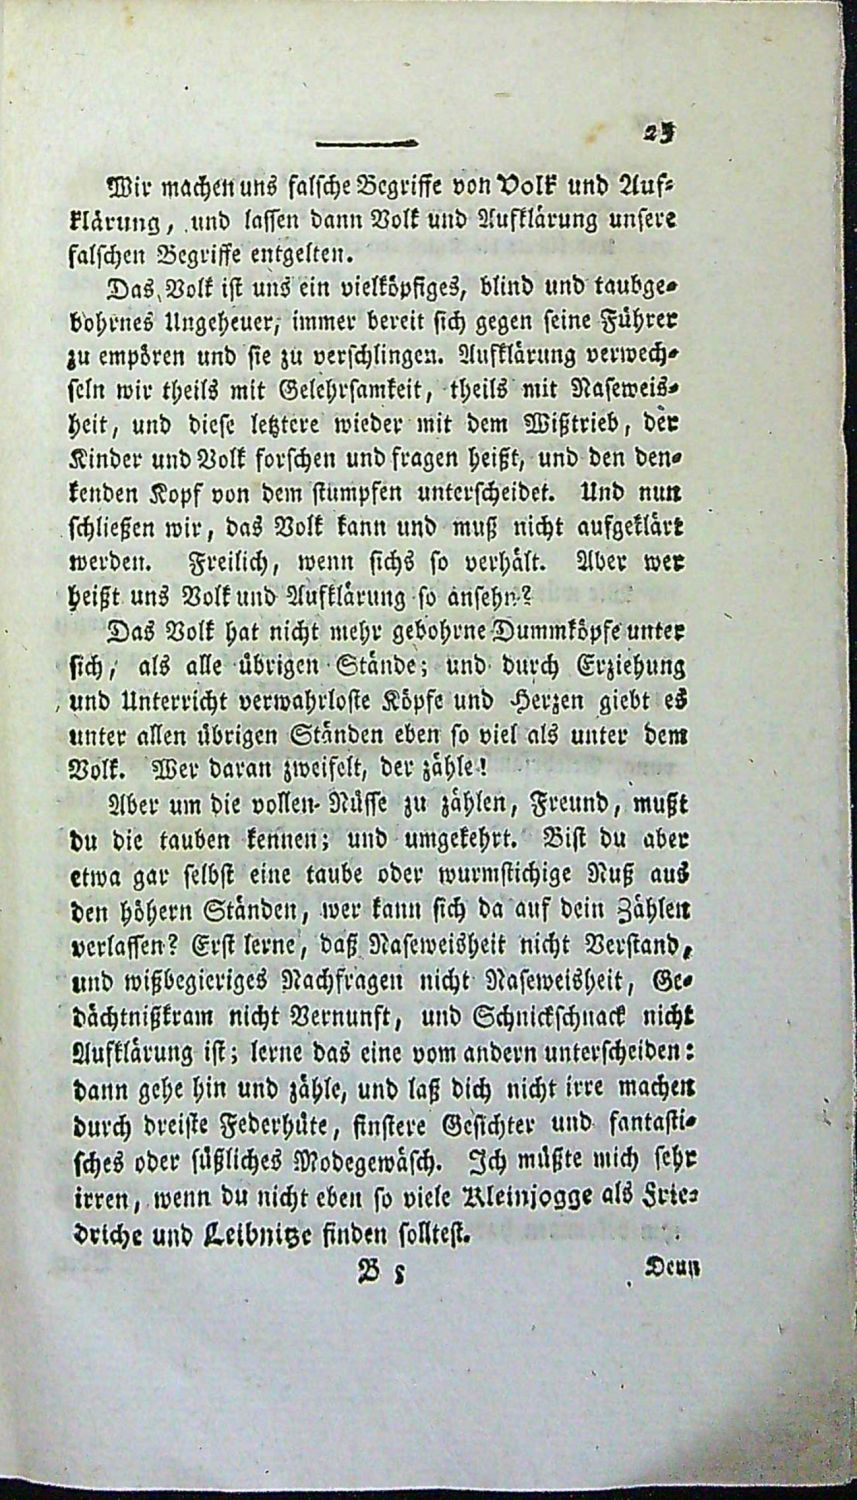 25
Wir machen uns falsche Begriffe von Volk und Auf-
klärung, und lassen dann Volk und Aufklärung unsere
falschen Begriffe entgelten.
Das Volk ist uns ein vielköpfiges, blind und taubge-
bohrnes Ungeheuer, immer bereit sich gegen seine Führer
zu empören und sie zu verschlingen. Aufklärung verwech-
seln wir theils mit Gelehrsamkeit, theils mit Naseweis-
heit, und diese letztere wieder mit dem Wißtrieb, der
Kinder und Volk forschen und fragen heißt, und den den-
kenden Kopf von dem stumpfen unterscheidet. Und nun
schließen wir, das Volk kann und muß nicht aufgeklärt
werden. Freilich, wenn sichs so verhält. Aber wer
heißt uns Volk und Aufklärung so ansehn?
Das Volk hat nicht mehr gebohrne Dummköpfe unter
sich, als alle übrigen Stände; und durch Erziehung
und Unterricht verwahrloste Köpfe und Herzen giebt es
unter allen übrigen Ständen eben so viel als unter dem
Volk. Wer daran zweifelt, der zähle!
Aber um die vollen Nüsse zu zählen, Freund, mußt
du die tauben kennen; und umgekehrt. Bist du aber
etwa gar selbst eine taube oder wurmstichige Nuß aus
den höhern Ständen, wer kann sich da auf dein Zählen
verlassen? Erst lerne, daß Naseweisheit nicht Verstand,
und wißbegieriges Nachfragen nicht Naseweisheit, Ge-
dächtnißkram nicht Vernunft, und Schnickschnack nicht
Aufklärung ist; lerne das eine vom andern unterscheiden:
dann gehe hin und zähle, und laß dich nicht irre machen
durch dreiste Federhüte, finstere Gesichter und fantasti-
sches oder süßliches Modegewäsch. Ich müßte mich sehr
irren, wenn du nicht eben so viele Kleinjogge als Frie-
driche und Leibnitze finden solltest.
B 5 Denn